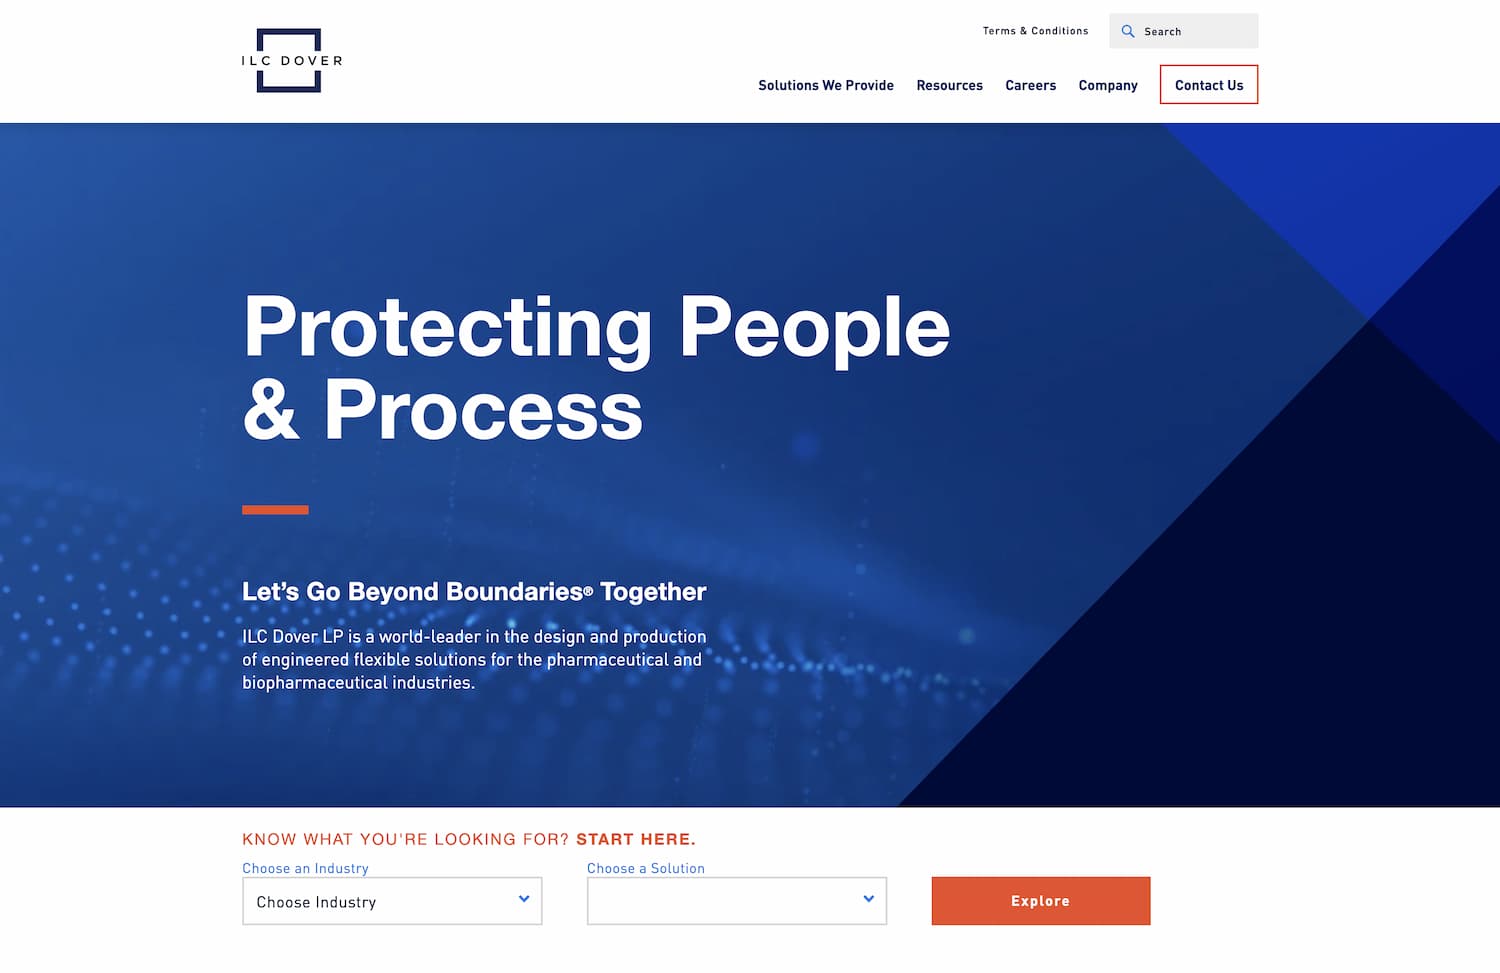 ILC DOVER
Terms & Conditions
Search
Solutions We Provide
Resources
Careers
Company
Contact Us
Protecting People
& Process
Let’s Go Beyond Boundaries® Together
ILC Dover LP is a world-leader in the design and production
of engineered flexible solutions for the pharmaceutical and
biopharmaceutical industries.
KNOW WHAT YOU'RE LOOKING FOR? START HERE.
Choose an Industry
Choose Industry
Choose a Solution
Explore